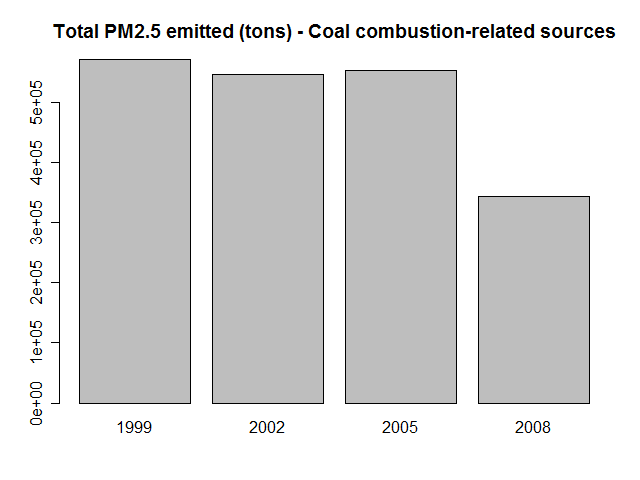 Total PM2.5 emitted (tons) - Coal combustion-related sources
5e+05
4e+05
3e+05
2e+05
1e+05
0e+00
1999 2002 2005 2008